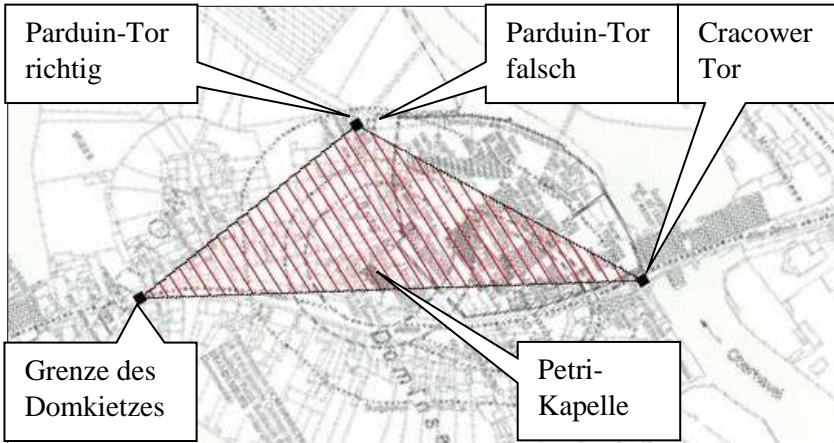 Parduin-Tor
richtig
Parduin-Tor
falsch
Cracower
Tor
Grenze des
Domkietzes
Petri-
Kapelle